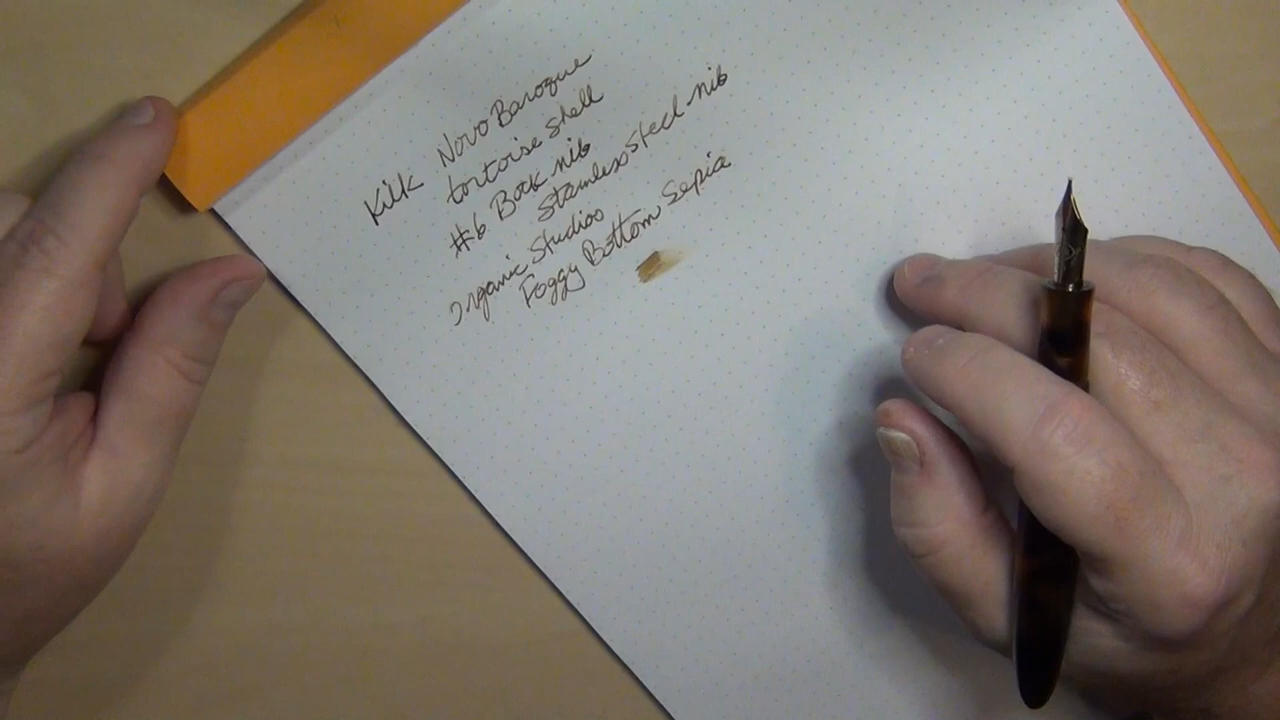 Kilk Novo Baroque
tortoise shell
#6 Bock nib
Stainless Steel nib
Organic Studios
Foggy Bottom Sepia